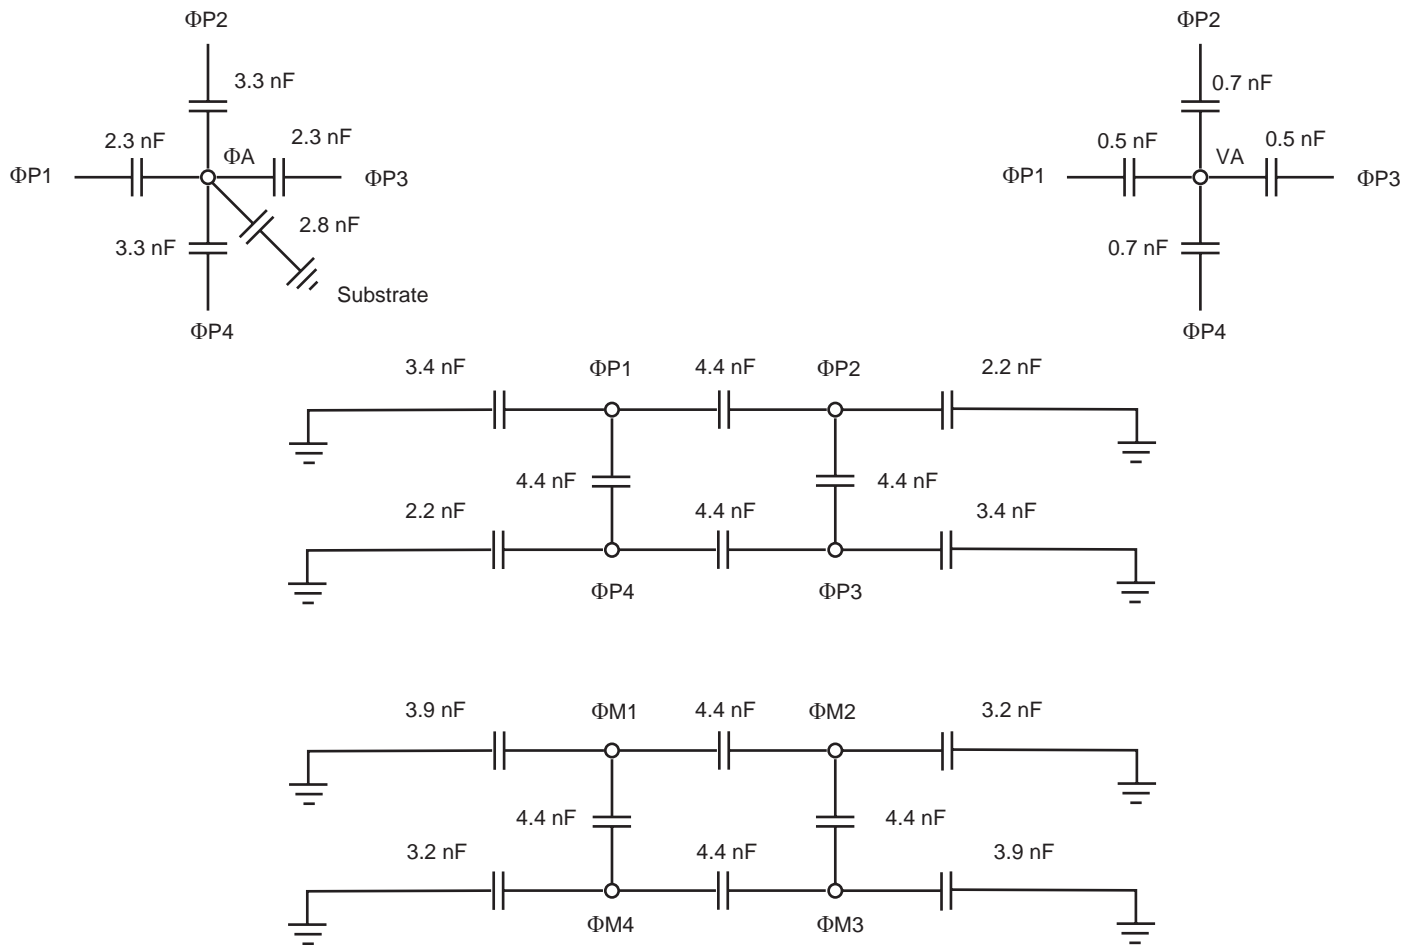 ΦP2
3.3 nF
2.3 nF
2.3 nF
ΦP1
ΦA
ΦP3
2.8 nF
3.3 nF
Substrate
ΦP4
ΦP2
0.7 nF
0.5 nF
0.5 nF
ΦP1
VA
ΦP3
0.7 nF
ΦP4
3.4 nF
ΦP1
4.4 nF
ΦP2
2.2 nF
4.4 nF
4.4 nF
2.2 nF
4.4 nF
3.4 nF
ΦP4
ΦP3
3.9 nF
ΦM1
4.4 nF
ΦM2
3.2 nF
4.4 nF
4.4 nF
3.2 nF
4.4 nF
3.9 nF
ΦM4
ΦM3